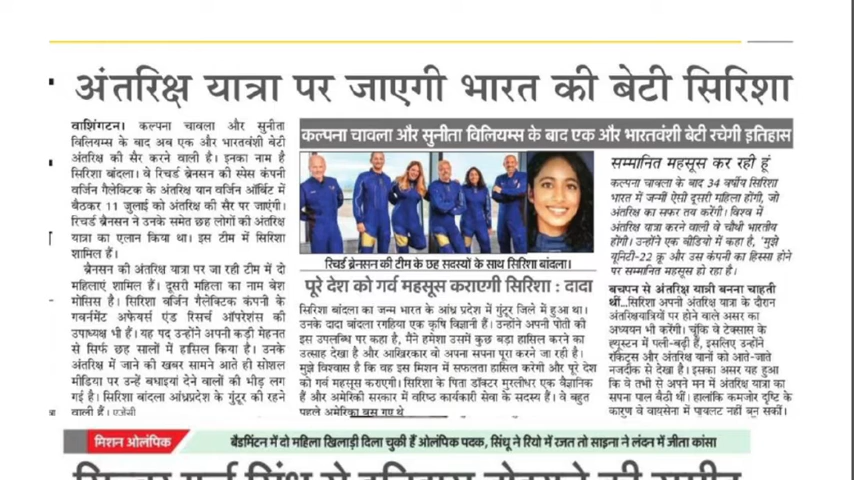 अंतरिक्ष यात्रा पर जाएगी भारत की बेटी सिरिशा
वाशिंगटन। कल्पना चावला और सुनीता
विलियम्स के बाद अब एक और भारतवंशी बेटी
अंतरिक्ष की सैर करने वाली है। इनका नाम है
सिरिशा बांदला। वे रिचर्ड ब्रेनसन की स्पेस कंपनी
वर्जिन गैलेक्टिक के अंतरिक्ष यान वर्जिन ऑर्बिट में
बैठकर 11 जुलाई को अंतरिक्ष की सैर पर जाएंगी।
रिचर्ड ब्रैनसन ने उनके समेत छह लोगों की अंतरिक्ष
यात्रा का एलान किया था। इस टीम में सिरिशा
शामिल हैं।
ब्रैनसन की अंतरिक्ष यात्रा पर जा रही टीम में दो
महिलाएं शामिल हैं। दूसरी महिला का नाम बेश
मोसिस है। सिरिशा वर्जिन गैलेक्टिक कंपनी के
गवर्नमेंट अफेयर्स एंड रिसर्च ऑपरेशंस की
उपाध्यक्ष भी हैं। यह पद उन्होंने अपनी कड़ी मेहनत
से सिर्फ छह सालों में हासिल किया है। उनके
अंतरिक्ष में जाने की खबर सामने आते ही सोशल
मीडिया पर उन्हें बधाइयां देने वालों की भीड़ लग
गई है। सिरिशा बांदला आंध्रप्रदेश के गुंटूर की रहने
वाली हैं। एजेंसी
कल्पना चावला और सुनीता विलियम्स के बाद एक और भारतवंशी बेटी रचेगी इतिहास
रिचर्ड ब्रेनसन की टीम के छह सदस्यों के साथ सिरिशा बांदला।
पूरे देश को गर्व महसूस कराएगी सिरिशा : दादा
सिरिशा बांदला का जन्म भारत के आंध्र प्रदेश में गुंटूर जिले में हुआ था।
उनके दादा बांदला रगहिया एक कृषि विज्ञानी हैं। उन्होंने अपनी पोती की
इस उपलब्धि पर कहा है, मैंने हमेशा उसमें कुछ बड़ा हासिल करने का
उत्साह देखा है और आखिरकार वो अपना सपना पूरा करने जा रही है।
मुझे विश्वास है कि वह इस मिशन में सफलता हासिल करेगी और पूरे देश
को गर्व महसूस कराएगी। सिरिशा के पिता डॉक्टर मुरलीधर एक वैज्ञानिक
हैं और अमेरिकी सरकार में वरिष्ठ कार्यकारी सेवा के सदस्य हैं। वे बहुत
पहले अमेरिका बस गए थे
सम्मानित महसूस कर रही हूं
कल्पना चावला के बाद 34 वर्षीय सिरिशा
भारत में जन्मीं ऐसी दूसरी महिला होंगी, जो
अंतरिक्ष का सफर तय करेंगी। विश्व में
अंतरिक्ष यात्रा करने वाली वे चौथी भारतीय
होंगी। उन्होंने एक वीडियो में कहा है, 'मुझे
यूनिटी-22 क्रू और उस कंपनी का हिस्सा होने
पर सम्मानित महसूस हो रहा है।
बचपन से अंतरिक्ष यात्री बनना चाहती
थीं...सिरिशा अपनी अंतरिक्ष यात्रा के दौरान
अंतरिक्षयात्रियों पर होने वाले असर का
अध्ययन भी करेंगी। चूंकि वे टेक्सास के
ह्यूस्टन में पली-बढ़ी हैं, इसलिए उन्होंने
रॉकेट्स और अंतरिक्ष यानों को आते-जाते
नजदीक से देखा है। इसका असर यह हुआ
कि वे तभी से अपने मन में अंतरिक्ष यात्रा का
सपना पाल बैठी थीं। हालांकि कमजोर दृष्टि के
कारण वे वायुसेना में पायलट नहीं बन सकीं।
मिशन ओलंपिक
बैडमिंटन में दो महिला खिलाड़ी दिला चुकी हैं ओलंपिक पदक, सिंधू ने रियो में रजत तो साइना ने लंदन में जीता कांसा